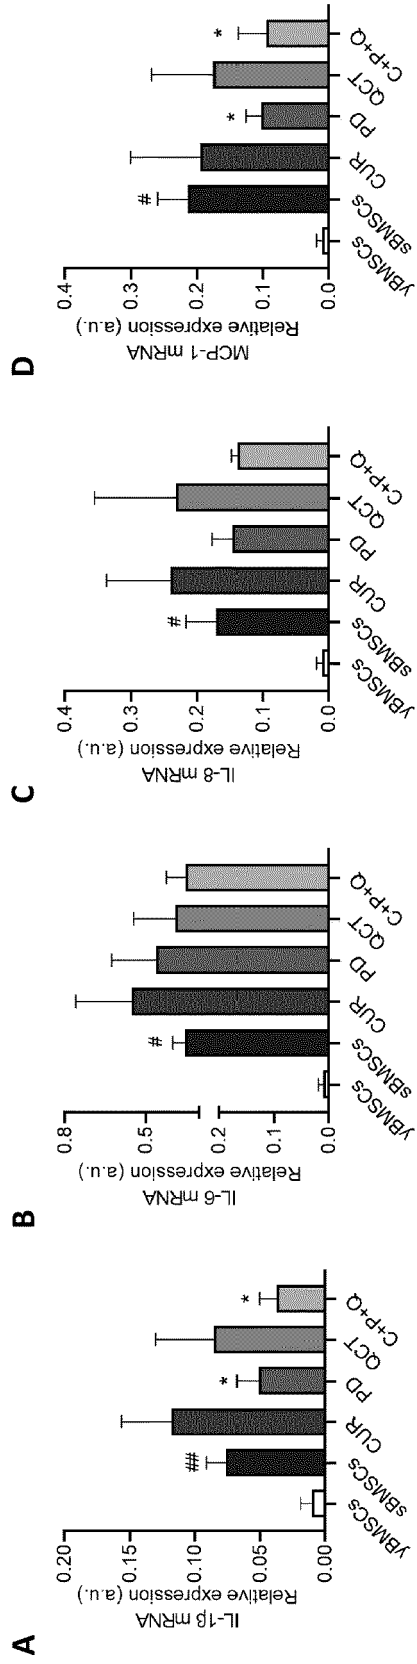 A
IL-1β mRNA
Relative expression (a.u.)
0.20
0.15
0.10
0.05
0.00
##
*
*
yBMSCs
sBMSCs
CUR
PD
QCT
C+P+Q
B
IL-6 mRNA
Relative expression (a.u.)
0.8
0.5
0.2
0.1
0.0
#
yBMSCs
sBMSCs
CUR
PD
QCT
C+P+Q
C
IL-8 mRNA
Relative expression (a.u.)
0.4
0.3
0.2
0.1
0.0
#
yBMSCs
sBMSCs
CUR
PD
QCT
C+P+Q
D
MCP-1 mRNA
Relative expression (a.u.)
0.4
0.3
0.2
0.1
0.0
#
*
*
yBMSCs
sBMSCs
CUR
PD
QCT
C+P+Q